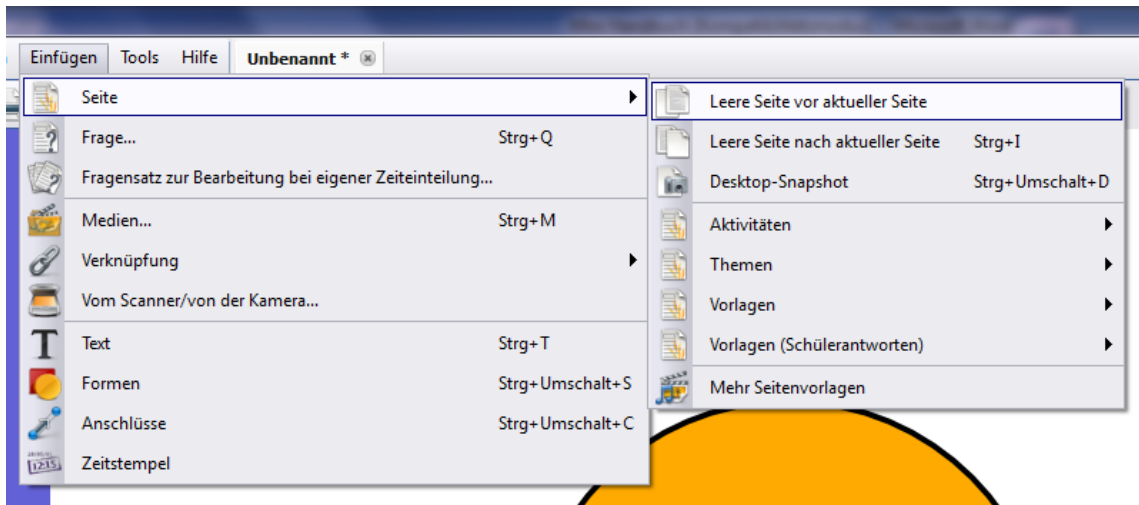 Einfügen Tools Hilfe Unbenannt *
Seite
Frage... Strg+Q
Fragensatz zur Bearbeitung bei eigener Zeiteinteilung...
Medien... Strg+M
Verknüpfung
Vom Scanner/von der Kamera...
Text Strg+T
Formen Strg+Umschalt+S
Anschlüsse Strg+Umschalt+C
Zeitstempel
Leere Seite vor aktueller Seite
Leere Seite nach aktueller Seite Strg+I
Desktop-Snapshot Strg+Umschalt+D
Aktivitäten
Themen
Vorlagen
Vorlagen (Schülerantworten)
Mehr Seitenvorlagen